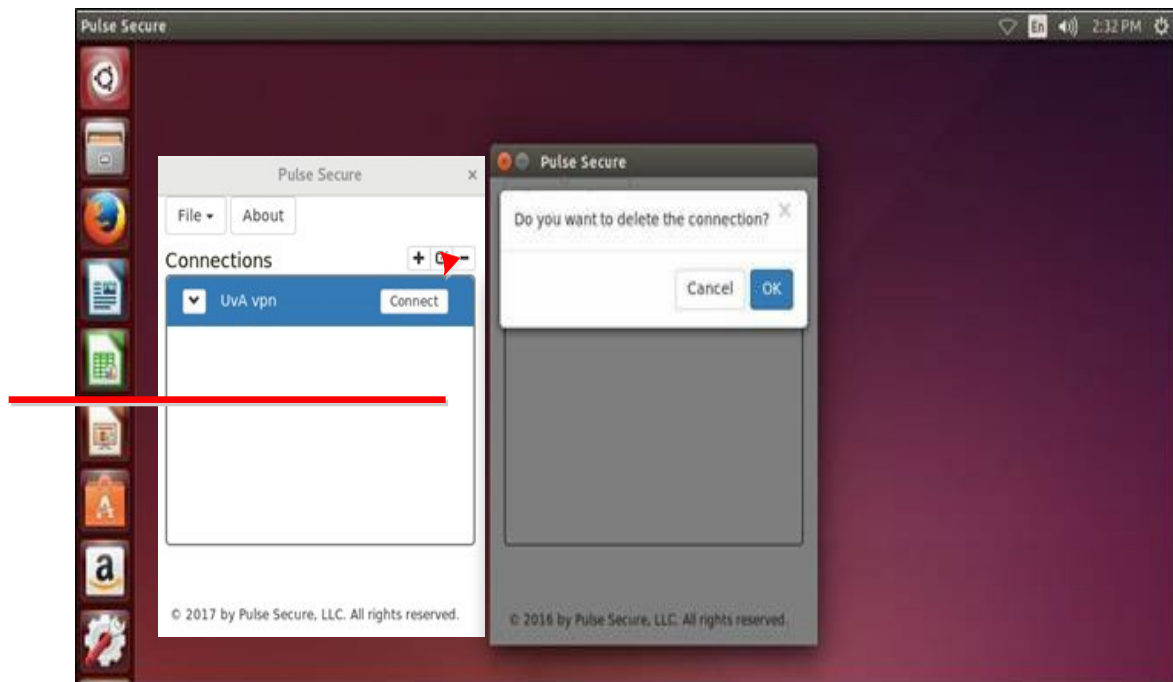 Pulse Secure
En
2:32 PM
Pulse Secure
×
File
About
Connections
+
-
UvA vpn
Connect
© 2017 by Pulse Secure, LLC. All rights reserved.
Pulse Secure
Do you want to delete the connection?
×
Cancel
OK
© 2016 by Pulse Secure, LLC. All rights reserved.
A
a